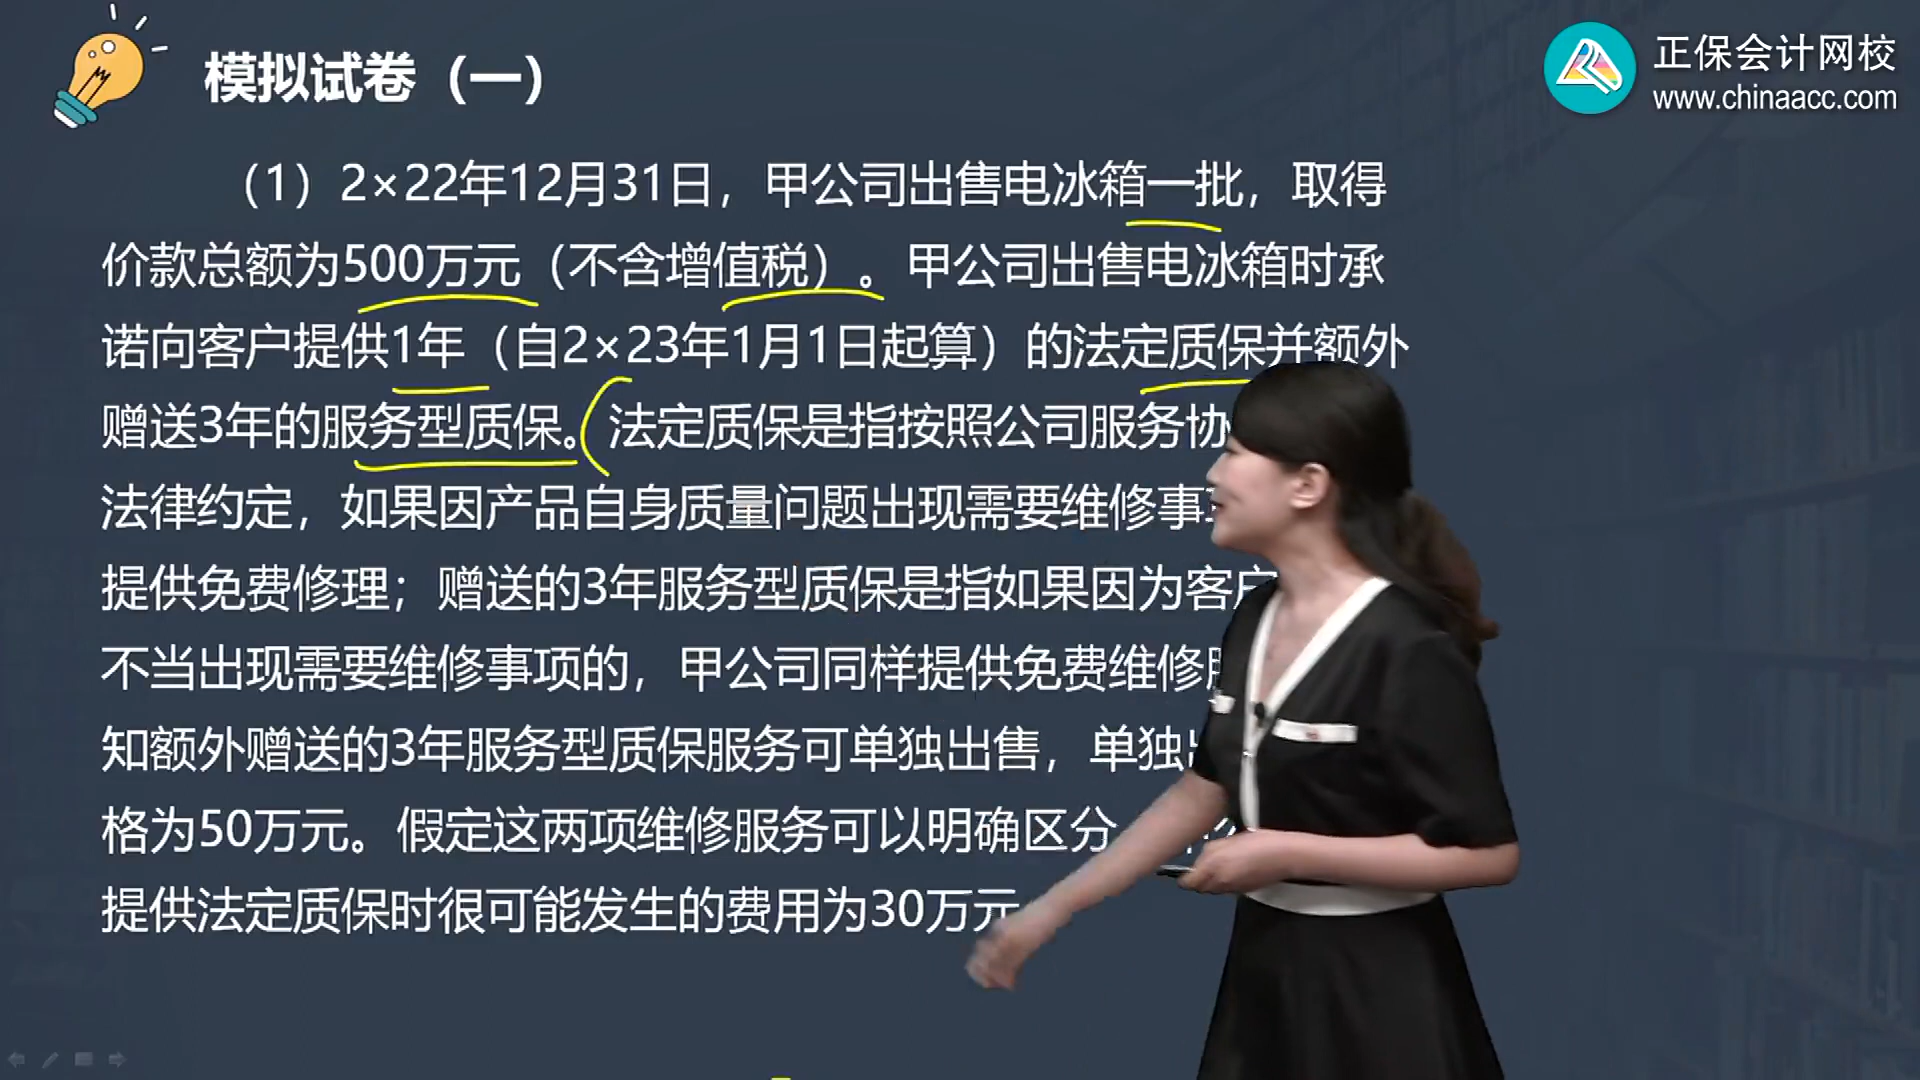 模拟试卷（一）
正保会计网校
www.chinaacc.com
（1）2×22年12月31日，甲公司出售电冰箱一批，取得
价款总额为500万元（不含增值税）。甲公司出售电冰箱时承
诺向客户提供1年（自2×23年1月1日起算）的法定质保并额外
赠送3年的服务型质保。法定质保是指按照公司服务协
法律约定，如果因产品自身质量问题出现需要维修事
提供免费修理；赠送的3年服务型质保是指如果因为客户
不当出现需要维修事项的，甲公司同样提供免费维修
知额外赠送的3年服务型质保服务可单独出售，单独
格为50万元。假定这两项维修服务可以明确区分
提供法定质保时很可能发生的费用为30万元